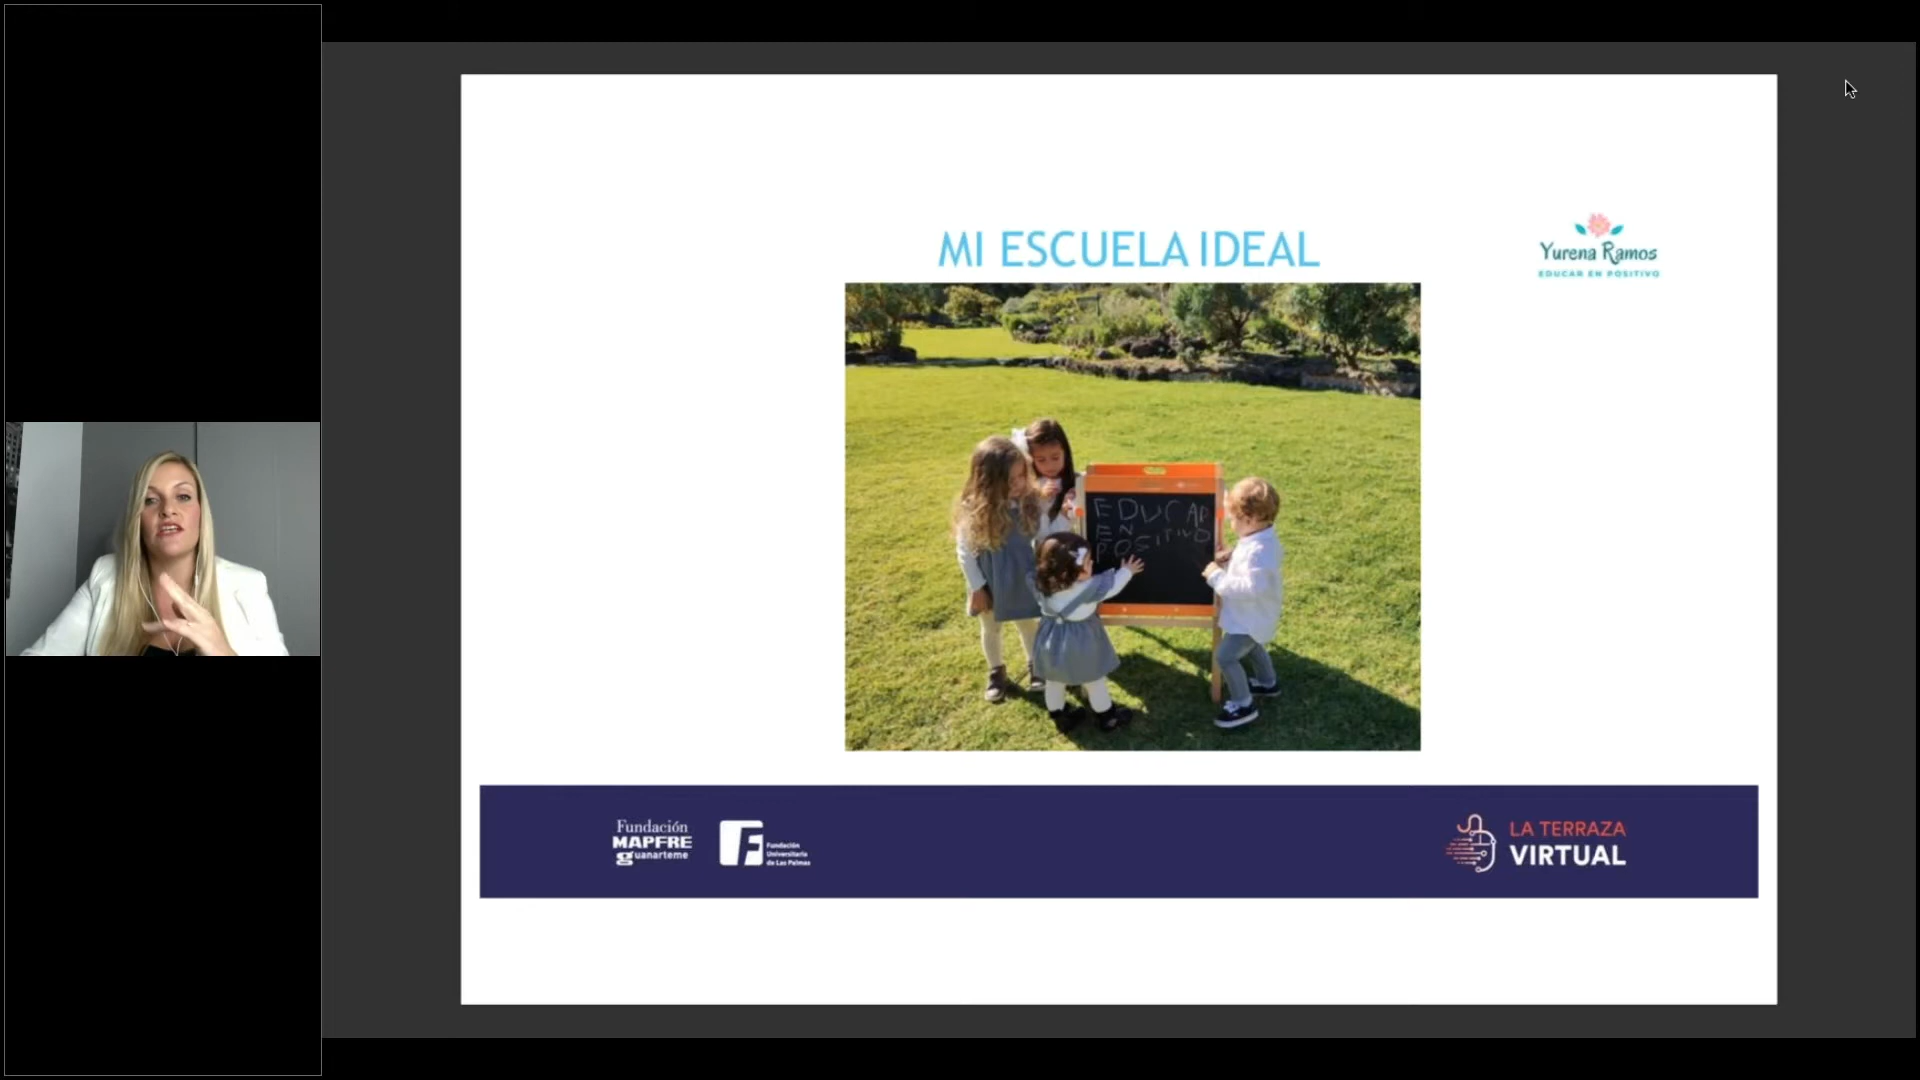 MI ESCUELA IDEAL
Yurena Ramos
EDUCAR EN POSITIVO
EDUCAR
EN
POSITIVO
Fundación
MAPFRE
guanarteme
Fundación
Universitaria
de Las Palmas
LA TERRAZA
VIRTUAL